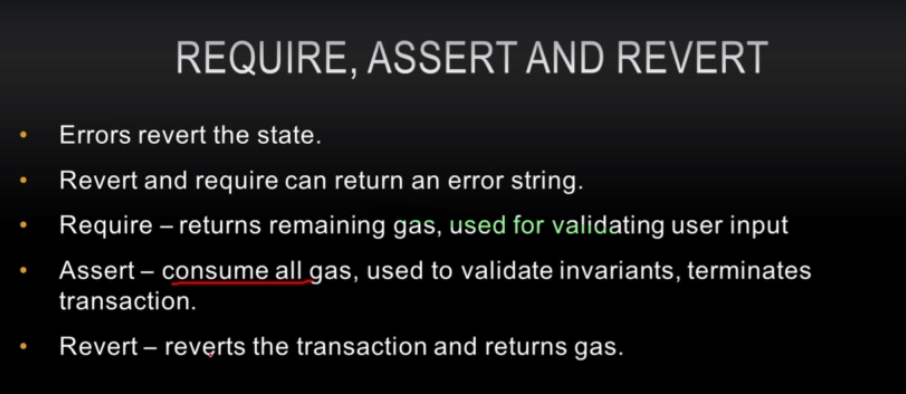 REQUIRE, ASSERT AND REVERT
• Errors revert the state.
• Revert and require can return an error string.
• Require – returns remaining gas, used for validating user input
• Assert – consume all gas, used to validate invariants, terminates
transaction.
• Revert – reverts the transaction and returns gas.